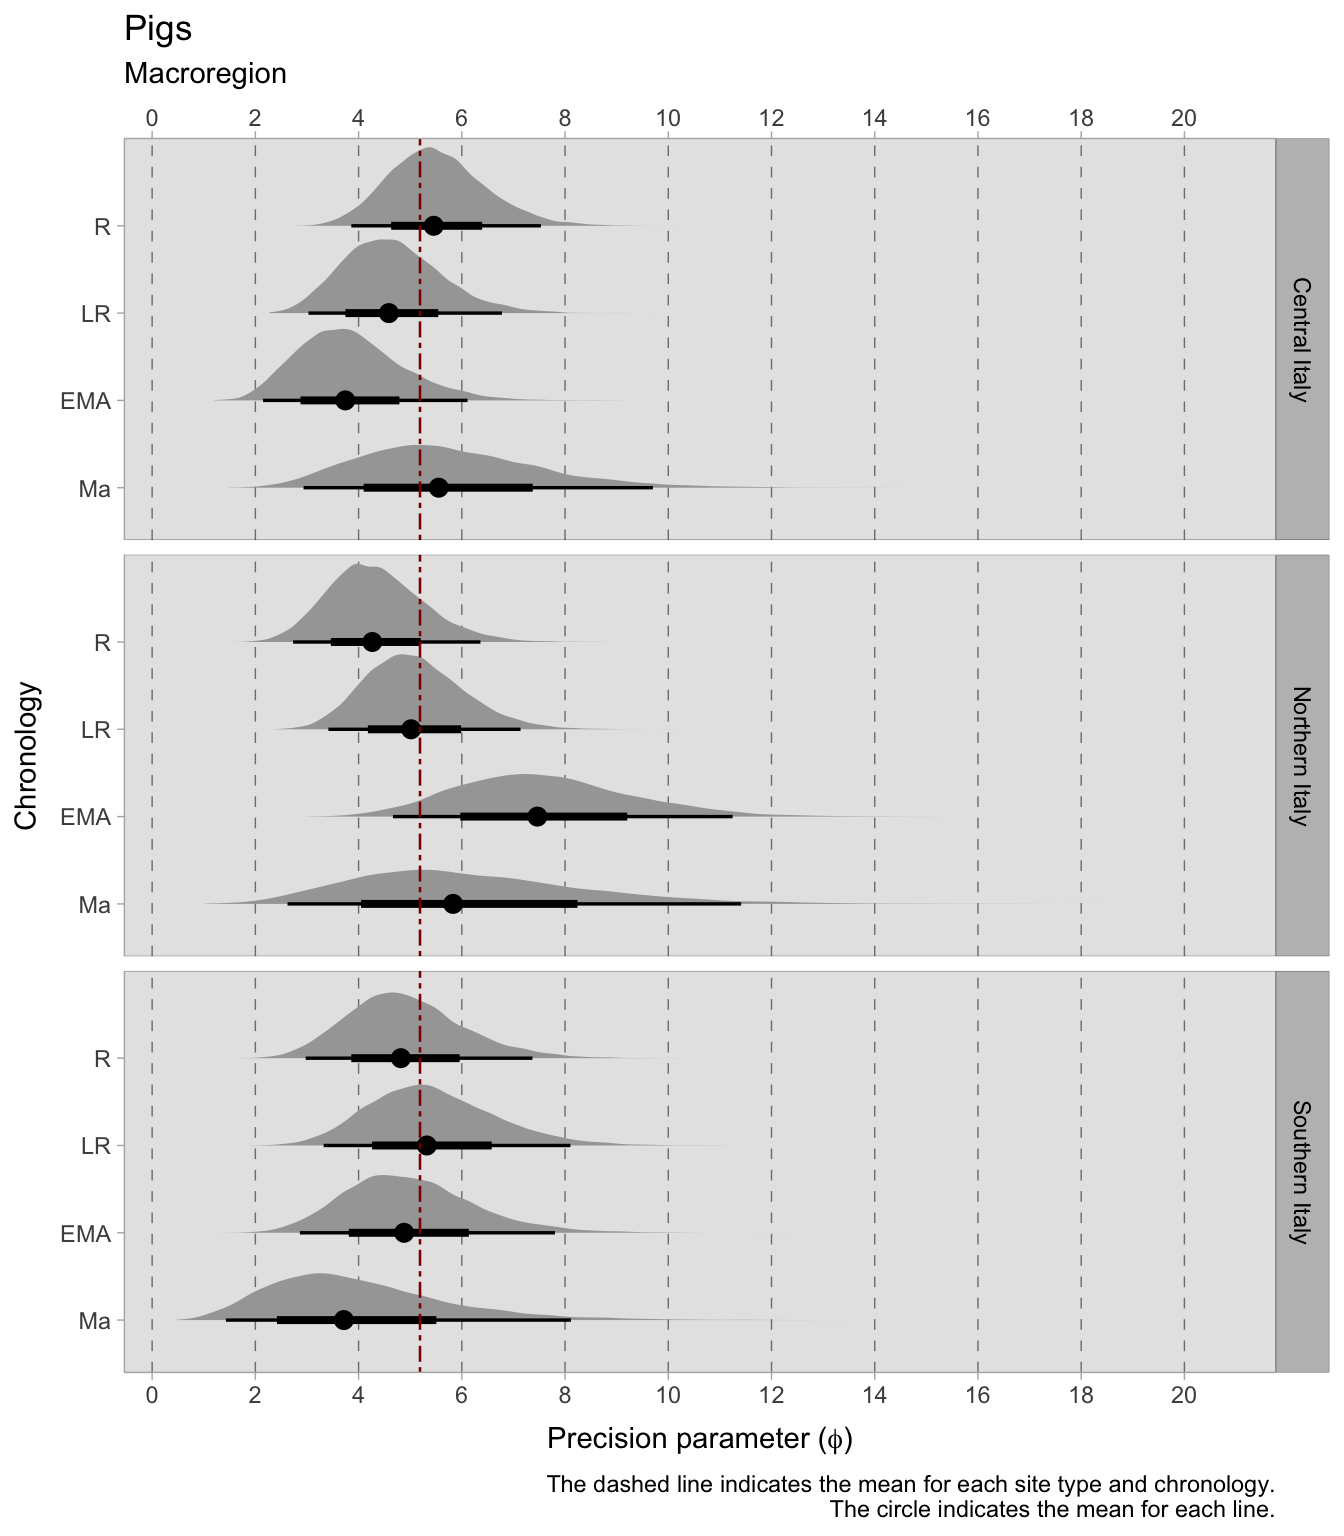 Pigs
Macroregion
0 2 4 6 8 10 12 14 16 18 20
R
LR
EMA
Ma
Central Italy
Chronology
R
LR
EMA
Ma
Northern Italy
R
LR
EMA
Ma
Southern Italy
0 2 4 6 8 10 12 14 16 18 20
Precision parameter (ϕ)
The dashed line indicates the mean for each site type and chronology.
The circle indicates the mean for each line.